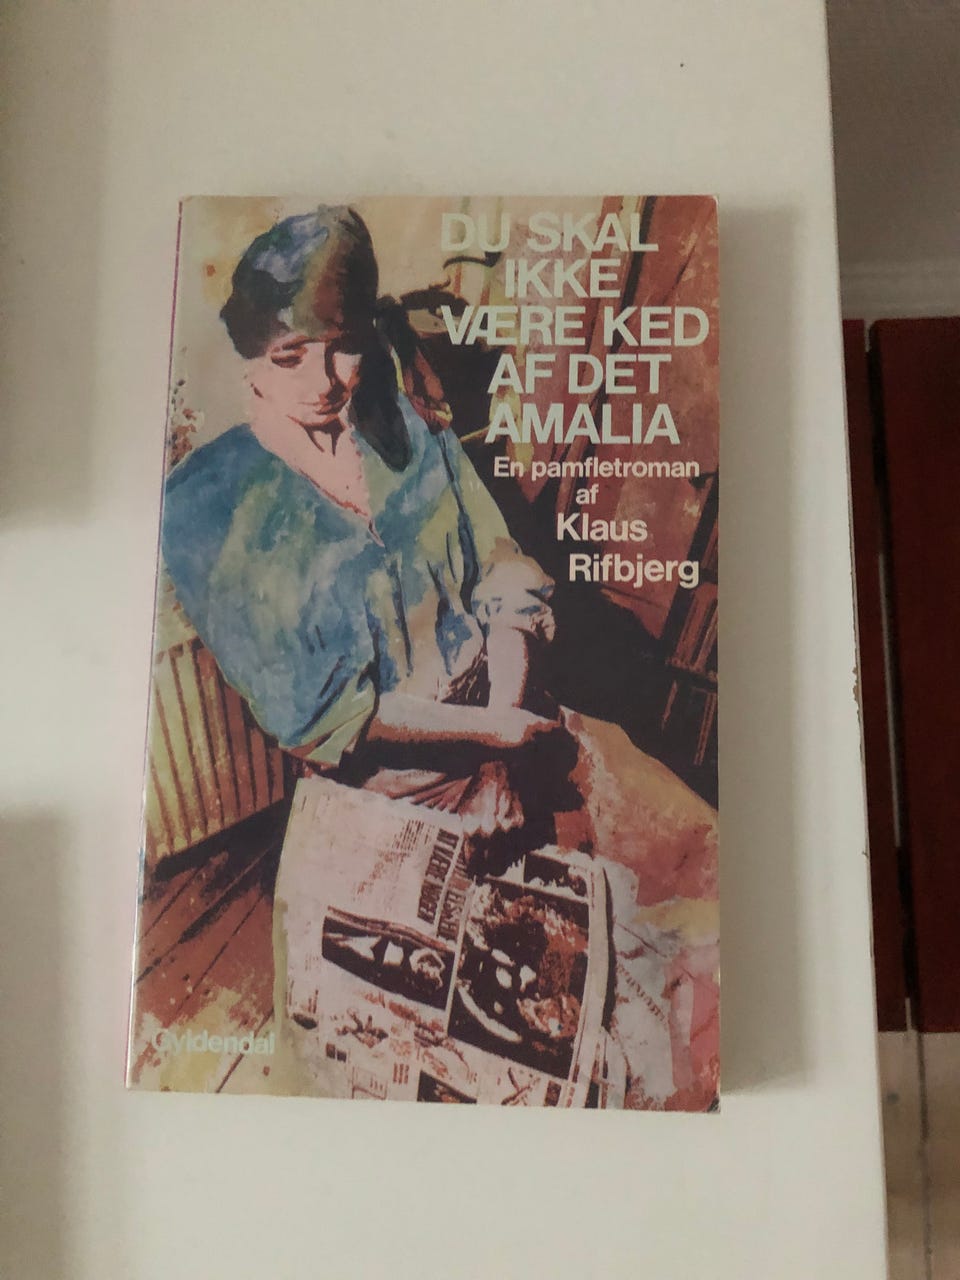 DU SKAL
IKKE
VÆRE KED
AF DET
AMALIA
En pamfletroman
af
Klaus
Rifbjerg
Gyldendal